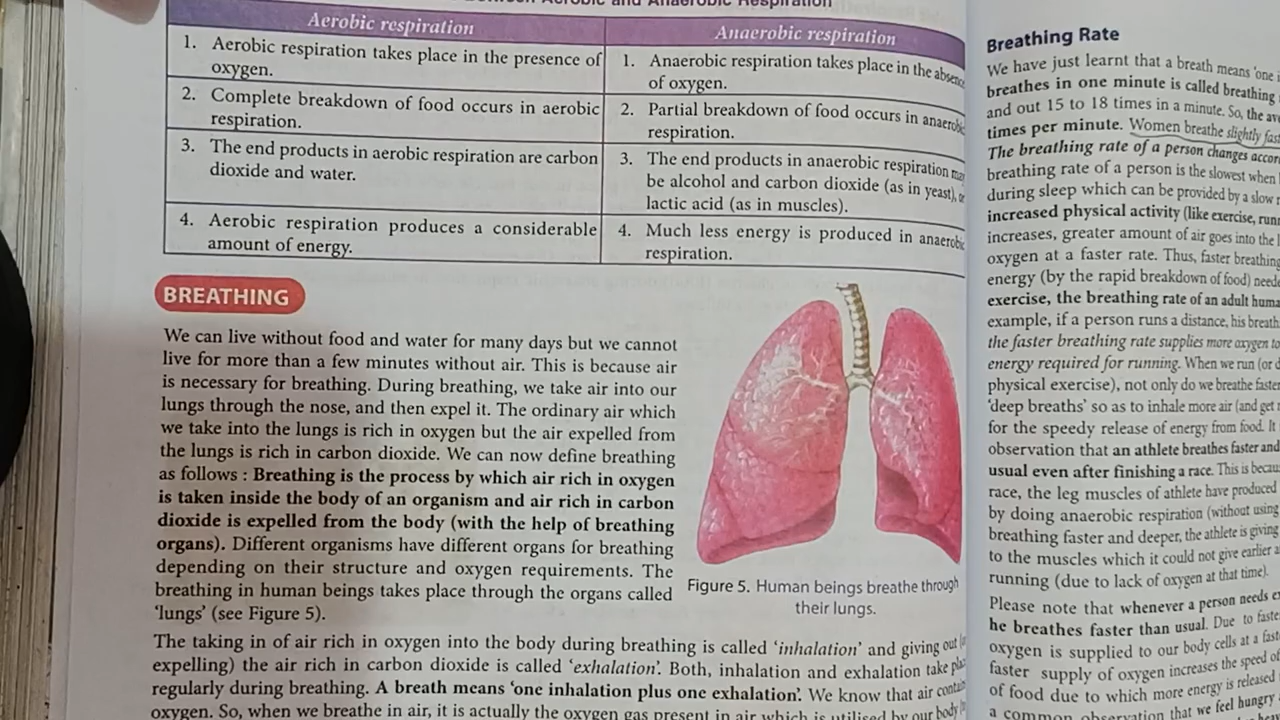 Between Aerobic and Anaerobic Respiration
Aerobic respiration
Anaerobic respiration
1. Aerobic respiration takes place in the presence of
oxygen.
1. Anaerobic respiration takes place in the
of oxygen.
2. Complete breakdown of food occurs in aerobic
respiration.
2. Partial breakdown of food occurs in
respiration.
3. The end products in aerobic respiration are carbon
dioxide and water.
3. The end products in anaerobic respiration
be alcohol and carbon dioxide (as in yeast),
lactic acid (as in muscles).
4. Aerobic respiration produces a considerable
amount of energy.
4. Much less energy is produced in
respiration.
BREATHING
We can live without food and water for many days but we cannot
live for more than a few minutes without air. This is because air
is necessary for breathing. During breathing, we take air into our
lungs through the nose, and then expel it. The ordinary air which
we take into the lungs is rich in oxygen but the air expelled from
the lungs is rich in carbon dioxide. We can now define breathing
as follows : Breathing is the process by which air rich in oxygen
is taken inside the body of an organism and air rich in carbon
dioxide is expelled from the body (with the help of breathing
organs). Different organisms have different organs for breathing
depending on their structure and oxygen requirements. The
breathing in human beings takes place through the organs called
'lungs' (see Figure 5).
Figure 5. Human beings breathe through
their lungs.
The taking in of air rich in oxygen into the body during breathing is called 'inhalation' and giving out
expelling) the air rich in carbon dioxide is called 'exhalation'. Both, inhalation and exhalation take
regularly during breathing. A breath means 'one inhalation plus one exhalation'. We know that air
oxygen. So, when we breathe in air, it is actually the oxygen gas present in air which is utilised by our body
Breathing Rate
We have just learnt that a breath means 'one
breathes in one minute is called breathing
and out 15 to 18 times in a minute. So, the
times per minute. Women breathe slightly
The breathing rate of a person changes
breathing rate of a person is the slowest when
during sleep which can be provided by a slow
increased physical activity (like exercise,
increases, greater amount of air goes into the
oxygen at a faster rate. Thus, faster breathing
energy (by the rapid breakdown of food)
exercise, the breathing rate of an adult
example, if a person runs a distance, his
the faster breathing rate supplies more oxygen to
energy required for running. When we run (or
physical exercise), not only do we breathe faster
'deep breaths' so as to inhale more air (and get
for the speedy release of energy from food. It
observation that an athlete breathes faster and
usual even after finishing a race. This is
race, the leg muscles of athlete have produced
by doing anaerobic respiration (without using
breathing faster and deeper, the athlete is giving
to the muscles which it could not give earlier
running (due to lack of oxygen at that time).
Please note that whenever a person needs
he breathes faster than usual. Due to
oxygen is supplied to our body cells at a
faster supply of oxygen increases the speed of
of food due to which more energy is released
a common observation that we feel hungry